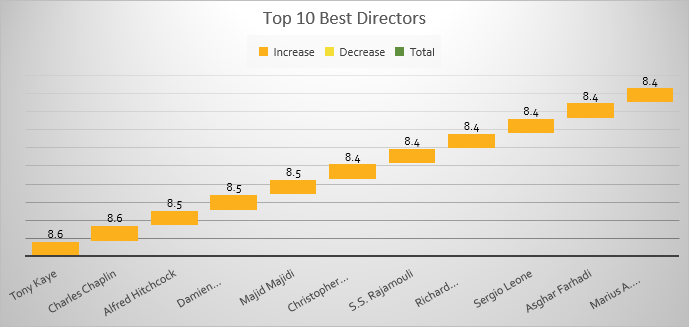 Top 10 Best Directors
Increase Decrease Total
8.6
8.6
8.5
8.5
8.5
8.4
8.4
8.4
8.4
8.4
8.4
Tony Kaye
Charles Chaplin
Alfred Hitchcock
Damien...
Majid Majidi
Christopher...
S.S. Rajamouli
Richard...
Sergio Leone
Asghar Farhadi
Marius A....